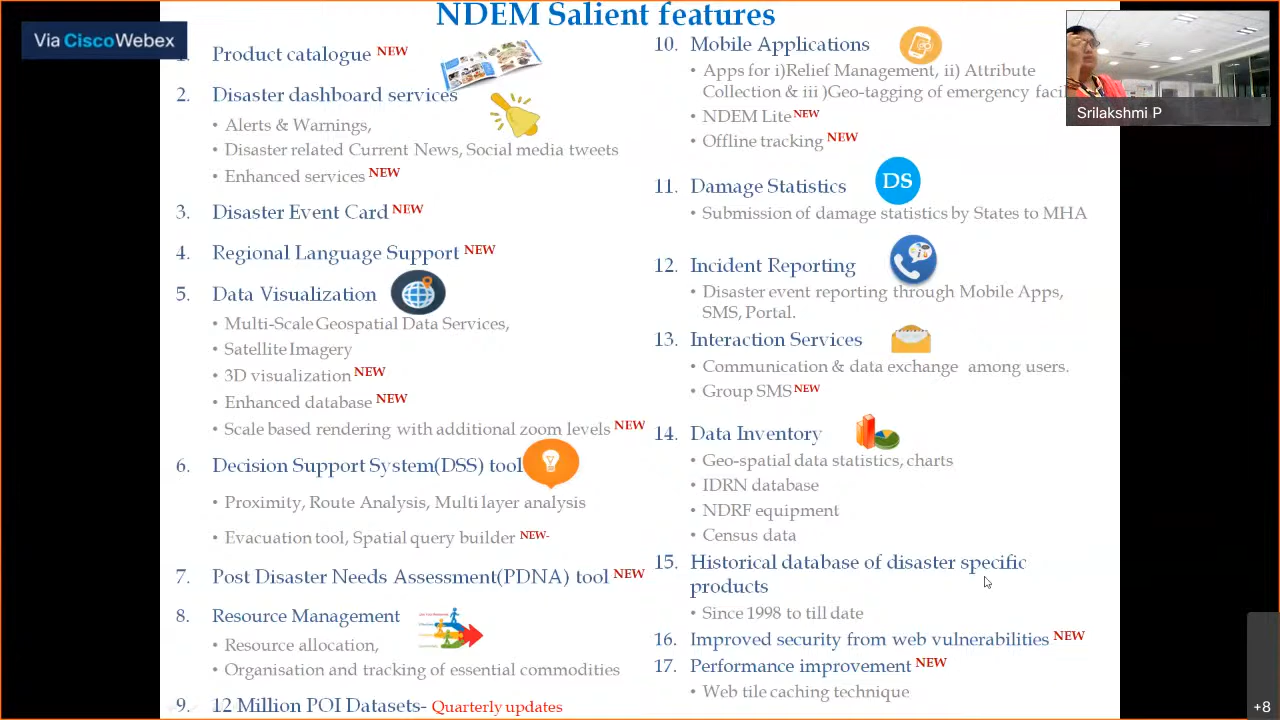 NDEM Salient features
Via Cisco Webex
Product catalogue NEW
2. Disaster dashboard services
• Alerts & Warnings,
• Disaster related Current News, Social media tweets
• Enhanced services NEW
3. Disaster Event Card NEW
4. Regional Language Support NEW
5. Data Visualization
• Multi-Scale Geospatial Data Services,
• Satellite Imagery
• 3D visualization NEW
• Enhanced database NEW
• Scale based rendering with additional zoom levels NEW
6. Decision Support System(DSS) tool
• Proximity, Route Analysis, Multi layer analysis
• Evacuation tool, Spatial query builder NEW-
7. Post Disaster Needs Assessment(PDNA) tool NEW
8. Resource Management
• Resource allocation,
• Organisation and tracking of essential commodities
9. 12 Million POI Datasets- Quarterly updates
10. Mobile Applications
• Apps for i)Relief Management, ii) Attribute
Collection & iii )Geo-tagging of emergency faci
• NDEM Lite NEW
• Offline tracking NEW
11. Damage Statistics
DS
• Submission of damage statistics by States to MHA
12. Incident Reporting
• Disaster event reporting through Mobile Apps,
SMS, Portal.
13. Interaction Services
• Communication & data exchange among users.
• Group SMS NEW
14. Data Inventory
• Geo-spatial data statistics, charts
• IDRN database
• NDRF equipment
• Census data
15. Historical database of disaster specific
products
• Since 1998 to till date
16. Improved security from web vulnerabilities NEW
17. Performance improvement NEW
• Web tile caching technique
Srilakshmi P
+8